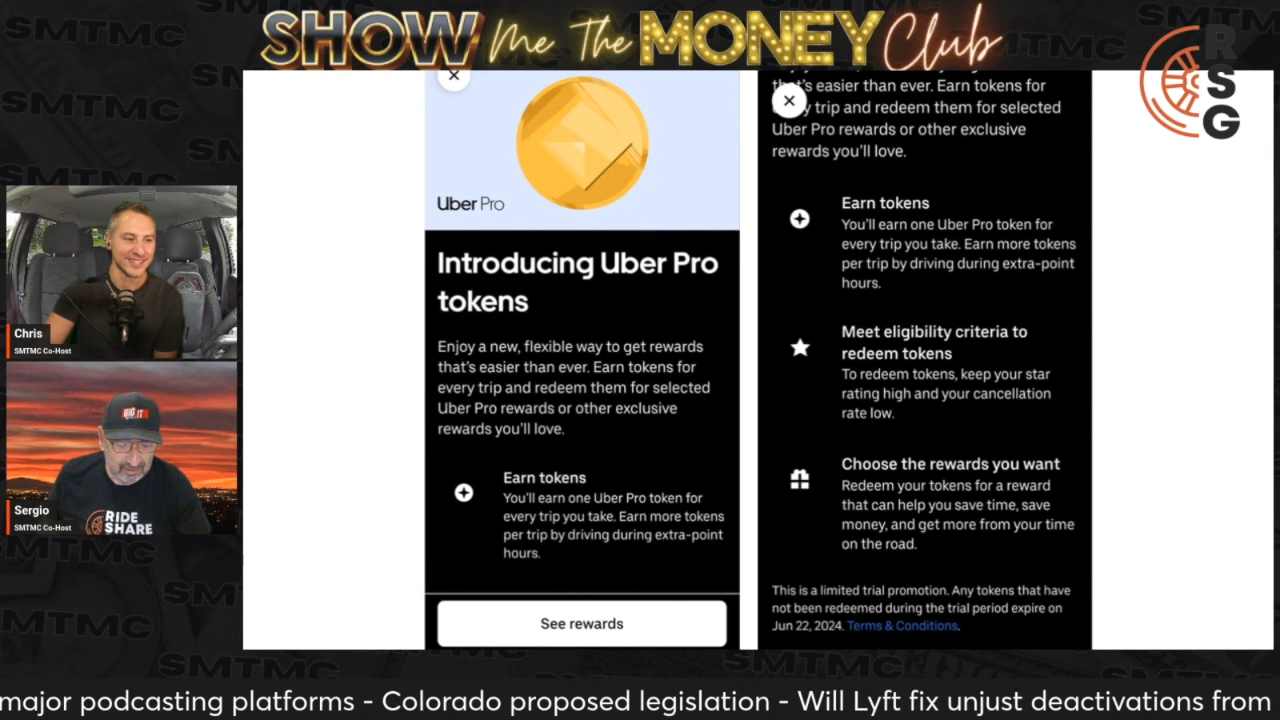 SMTMC
SHOW Me The MONEY Club
SMTMC
RSG
Uber Pro
Introducing Uber Pro
tokens
Enjoy a new, flexible way to get rewards
that's easier than ever. Earn tokens for
every trip and redeem them for selected
Uber Pro rewards or other exclusive
rewards you'll love.
Earn tokens
You'll earn one Uber Pro token for
every trip you take. Earn more tokens
per trip by driving during extra-point
hours.
See rewards
that's easier than ever. Earn tokens for
trip and redeem them for selected
Uber Pro rewards or other exclusive
rewards you'll love.
Earn tokens
You'll earn one Uber Pro token for
every trip you take. Earn more tokens
per trip by driving during extra-point
hours.
Meet eligibility criteria to
redeem tokens
To redeem tokens, keep your star
rating high and your cancellation
rate low.
Choose the rewards you want
Redeem your tokens for a reward
that can help you save time, save
money, and get more from your time
on the road.
This is a limited trial promotion. Any tokens that have
not been redeemed during the trial period expire on
Jun 22, 2024. Terms & Conditions.
Chris
SMTMC Co-Host
RIDE
SHARE
Sergio
SMTMC Co-Host
SMTMC
SMTMC
SMTMC
SMTMC
major podcasting platforms - Colorado proposed legislation - Will Lyft fix unjust deactivations from